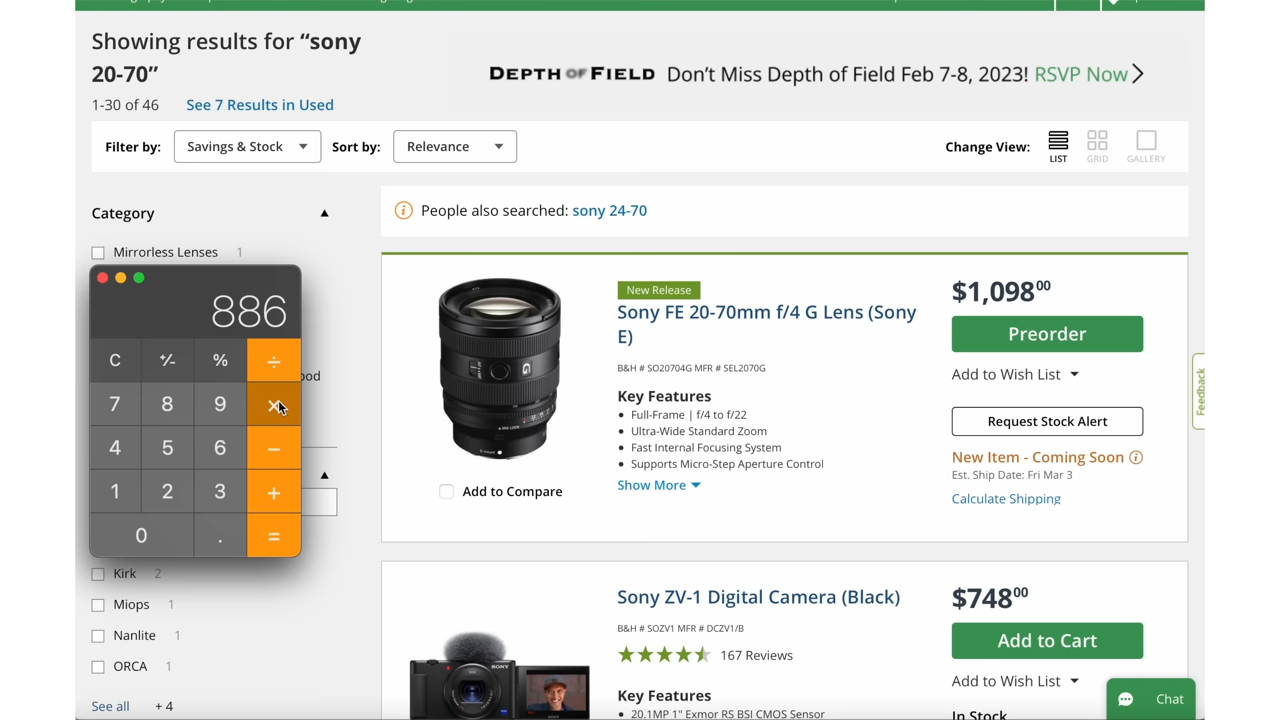 Showing results for “sony
20-70”
1-30 of 46
See 7 Results in Used
DEPTH OF FIELD Don’t Miss Depth of Field Feb 7-8, 2023! RSVP Now
Filter by:
Savings & Stock
Sort by:
Relevance
Change View:
LIST
GRID
GALLERY
Category
Mirrorless Lenses 1
886
C
+⁄-
%
÷
7
8
9
×
4
5
6
−
1
2
3
+
0
.
=
Kirk 2
Miops 1
Nanlite 1
ORCA 1
See all + 4
People also searched: sony 24-70
New Release
Sony FE 20-70mm f/4 G Lens (Sony
E)
B&H # SO20704G MFR # SEL2070G
Key Features
• Full-Frame | f/4 to f/22
• Ultra-Wide Standard Zoom
• Fast Internal Focusing System
• Supports Micro-Step Aperture Control
Show More
Add to Compare
$1,098.00
Preorder
Add to Wish List
Request Stock Alert
New Item - Coming Soon
Est. Ship Date: Fri Mar 3
Calculate Shipping
Sony ZV-1 Digital Camera (Black)
B&H # SOZV1 MFR # DCZV1/B
167 Reviews
Key Features
• 20.1MP 1" Exmor RS BSI CMOS Sensor
SONY
$748.00
Add to Cart
Add to Wish List
In Stock
Feedback
Chat